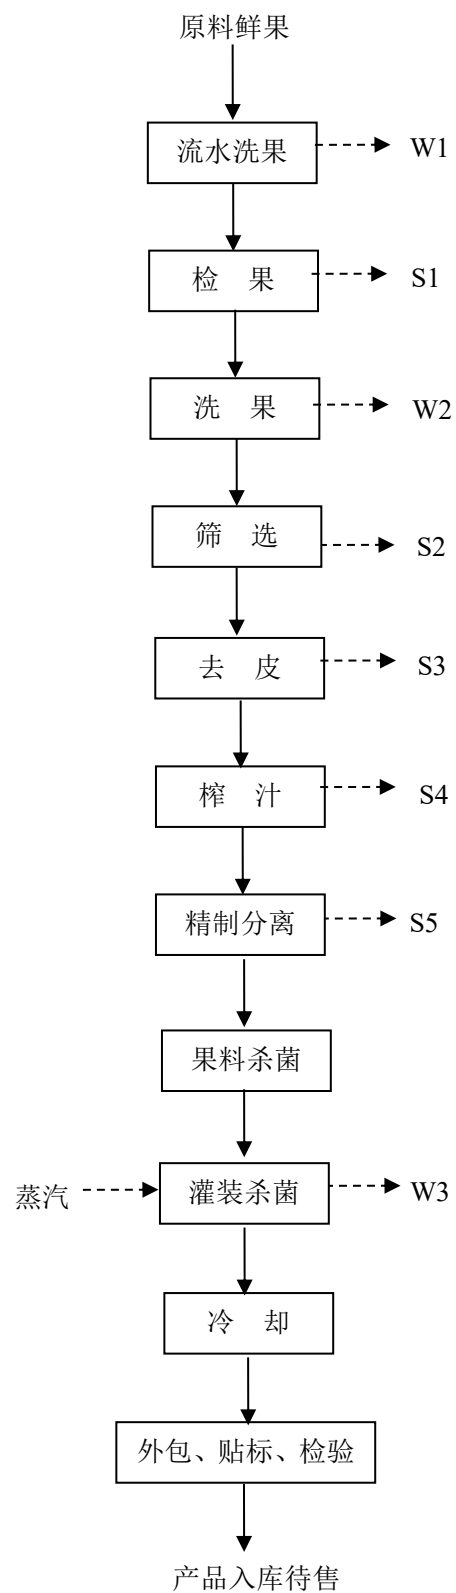 原料鲜果
流水洗果 W1
检 果 S1
洗 果 W2
筛 选 S2
去 皮 S3
榨 汁 S4
精制分离 S5
果料杀菌
蒸汽 灌装杀菌 W3
冷 却
外包、贴标、检验
产品入库待售